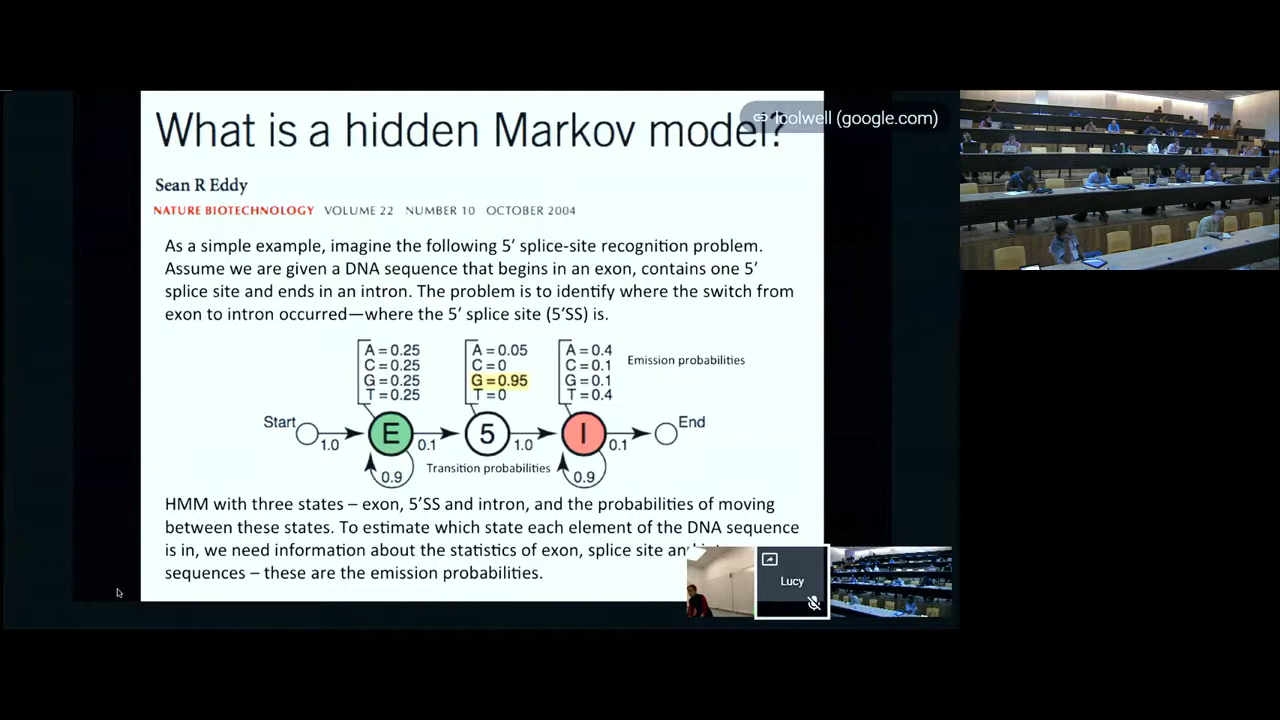 What is a hidden Markov model?
lcolwell (google.com)
Sean R Eddy
NATURE BIOTECHNOLOGY VOLUME 22 NUMBER 10 OCTOBER 2004
As a simple example, imagine the following 5′ splice-site recognition problem.
Assume we are given a DNA sequence that begins in an exon, contains one 5′
splice site and ends in an intron. The problem is to identify where the switch from
exon to intron occurred—where the 5′ splice site (5′SS) is.
A = 0.25
C = 0.25
G = 0.25
T = 0.25
A = 0.05
C = 0
G = 0.95
T = 0
A = 0.4
C = 0.1
G = 0.1
T = 0.4
Emission probabilities
Start
End
E
5
I
1.0
0.1
1.0
0.1
0.9
Transition probabilities
0.9
HMM with three states – exon, 5′SS and intron, and the probabilities of moving
between these states. To estimate which state each element of the DNA sequence
is in, we need information about the statistics of exon, splice site and
sequences – these are the emission probabilities.
Lucy